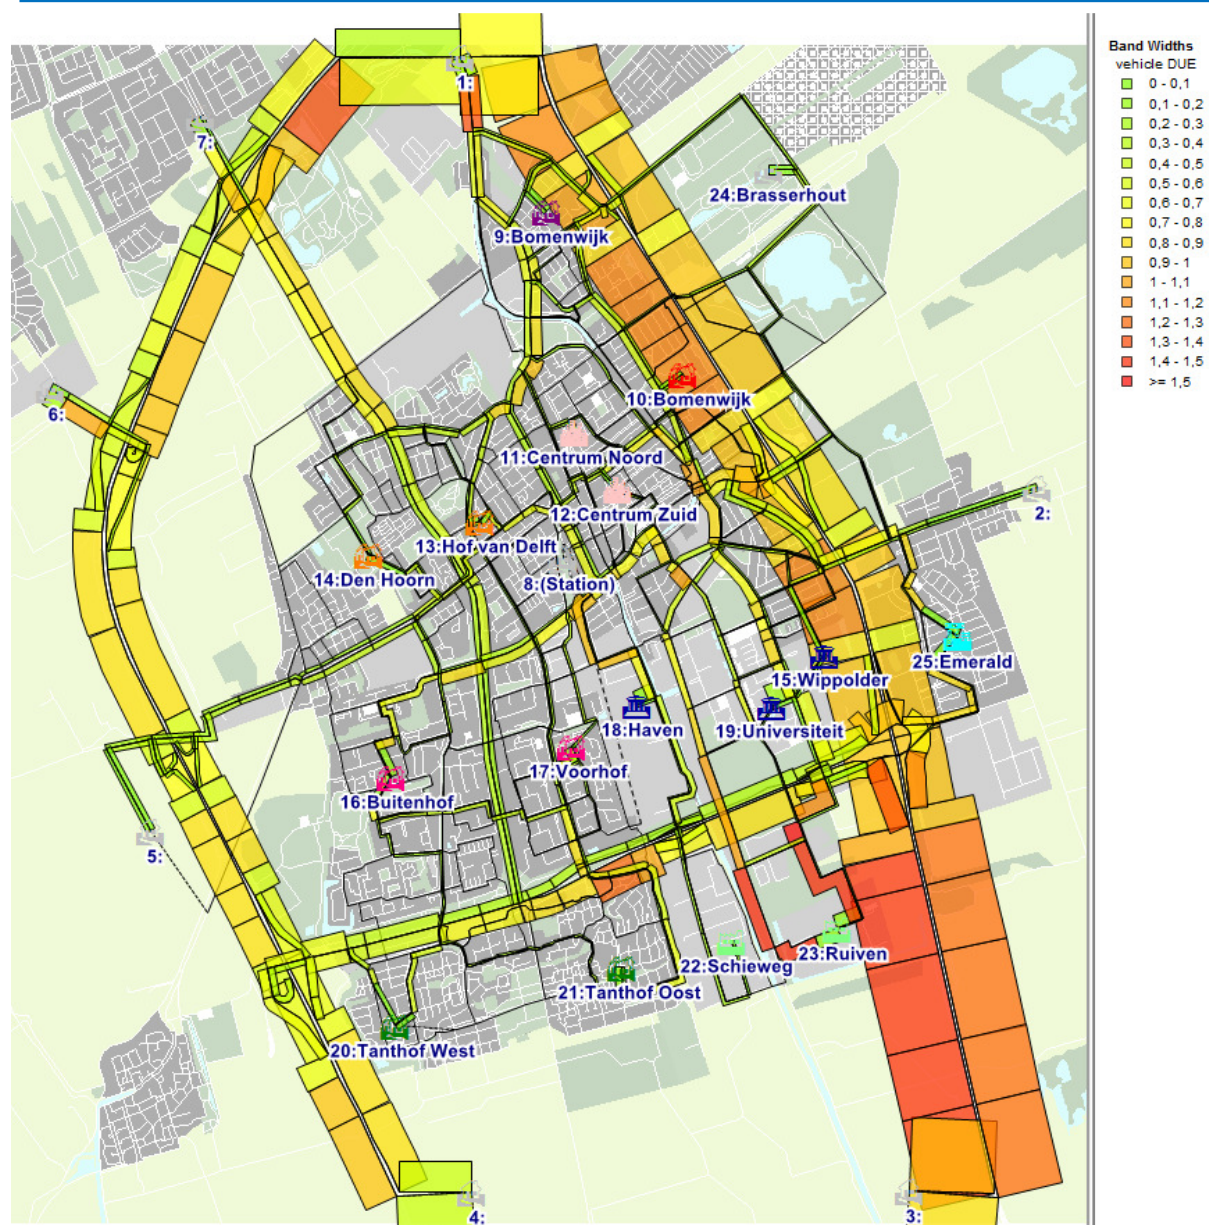 Band Widths
vehicle DUE
0 - 0,1
0,1 - 0,2
0,2 - 0,3
0,3 - 0,4
0,4 - 0,5
0,5 - 0,6
0,6 - 0,7
0,7 - 0,8
0,8 - 0,9
0,9 - 1
1 - 1,1
1,1 - 1,2
1,2 - 1,3
1,3 - 1,4
1,4 - 1,5
>= 1,5
1:
7:
24:Brasserhout
9:Bomenwijk
10:Bomenwijk
6:
11:Centrum Noord
12:Centrum Zuid
2:
13:Hof van Delft
14:Den Hoorn
8:(Station)
25:Emerald
15:Wippolder
18:Haven
19:Universiteit
17:Voorhof
16:Buitenhof
5:
23:Ruiven
22:Schieweg
21:Tanthof Oost
20:Tanthof West
4:
3: